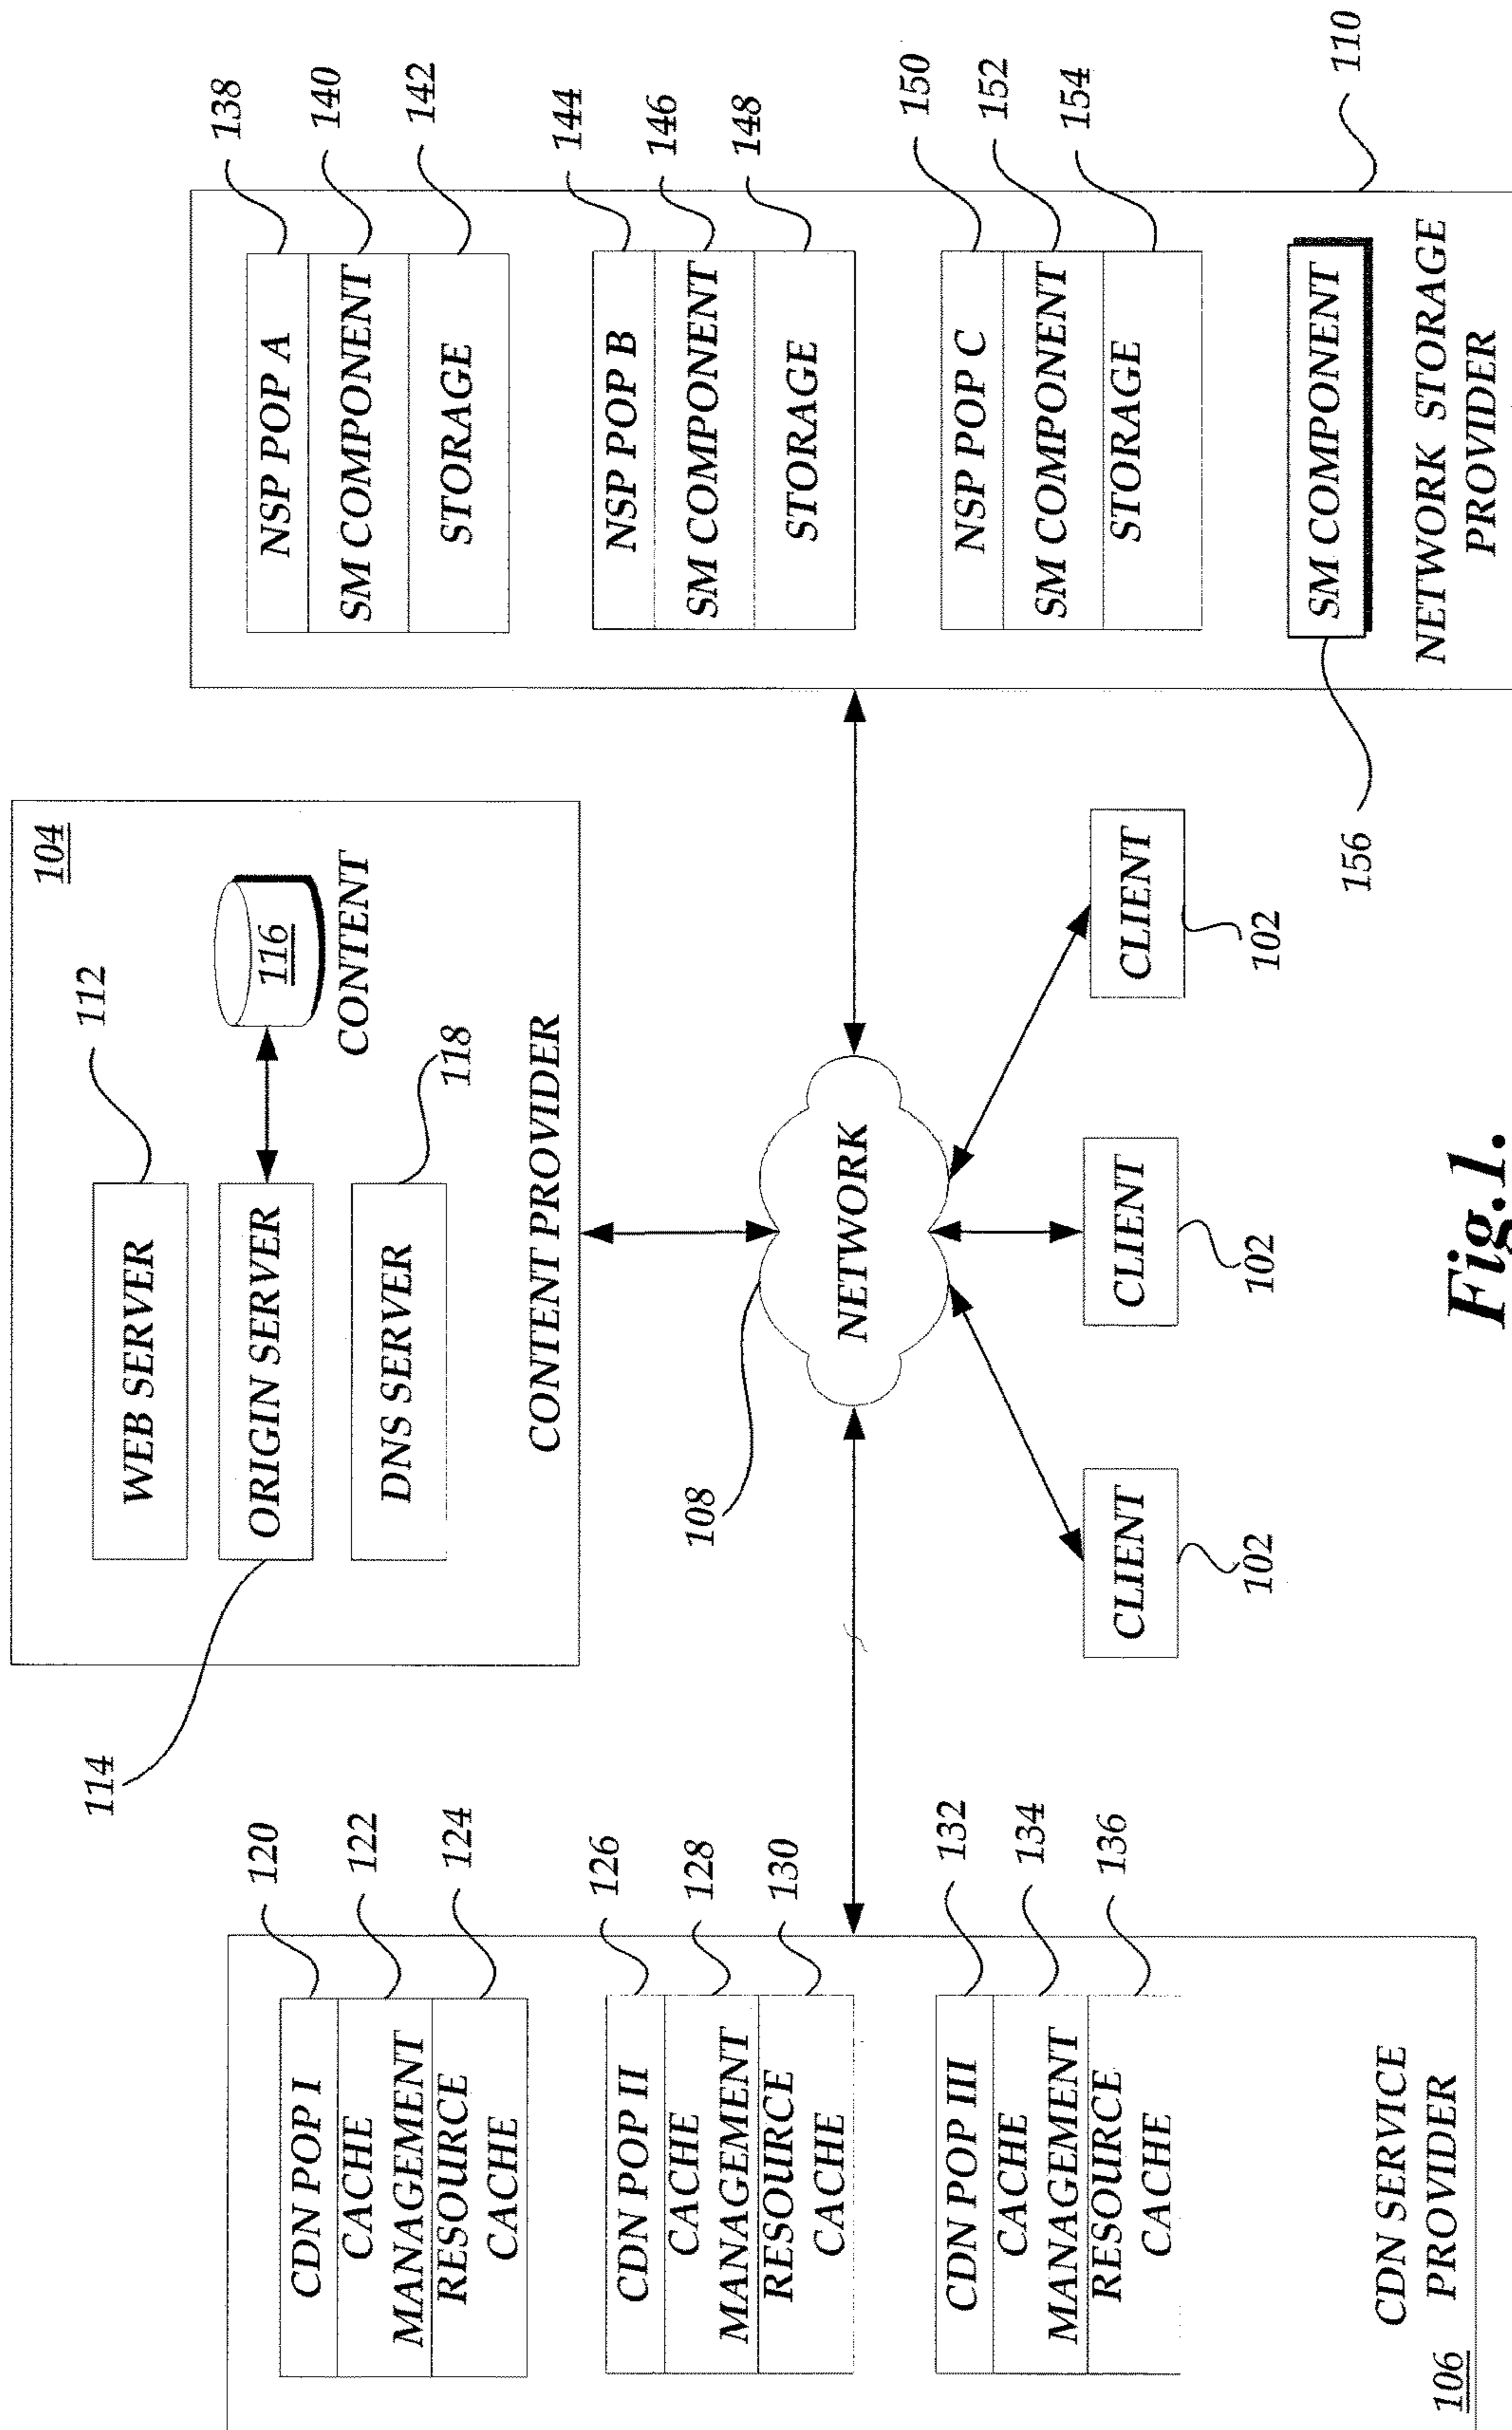 104
WEB SERVER
112
ORIGIN SERVER
114
116
CONTENT
DNS SERVER
118
CONTENT PROVIDER
CDN POP I
120
CACHE
MANAGEMENT
122
RESOURCE
CACHE
124
CDN POP II
126
CACHE
MANAGEMENT
128
RESOURCE
CACHE
130
CDN POP III
132
CACHE
MANAGEMENT
134
RESOURCE
CACHE
136
CDN SERVICE
PROVIDER
106
108
NETWORK
CLIENT
102
CLIENT
102
CLIENT
102
NSP POP A
138
SM COMPONENT
140
STORAGE
142
NSP POP B
144
SM COMPONENT
146
STORAGE
148
NSP POP C
150
SM COMPONENT
152
STORAGE
154
SM COMPONENT
156
NETWORK STORAGE
PROVIDER
110
Fig.1.